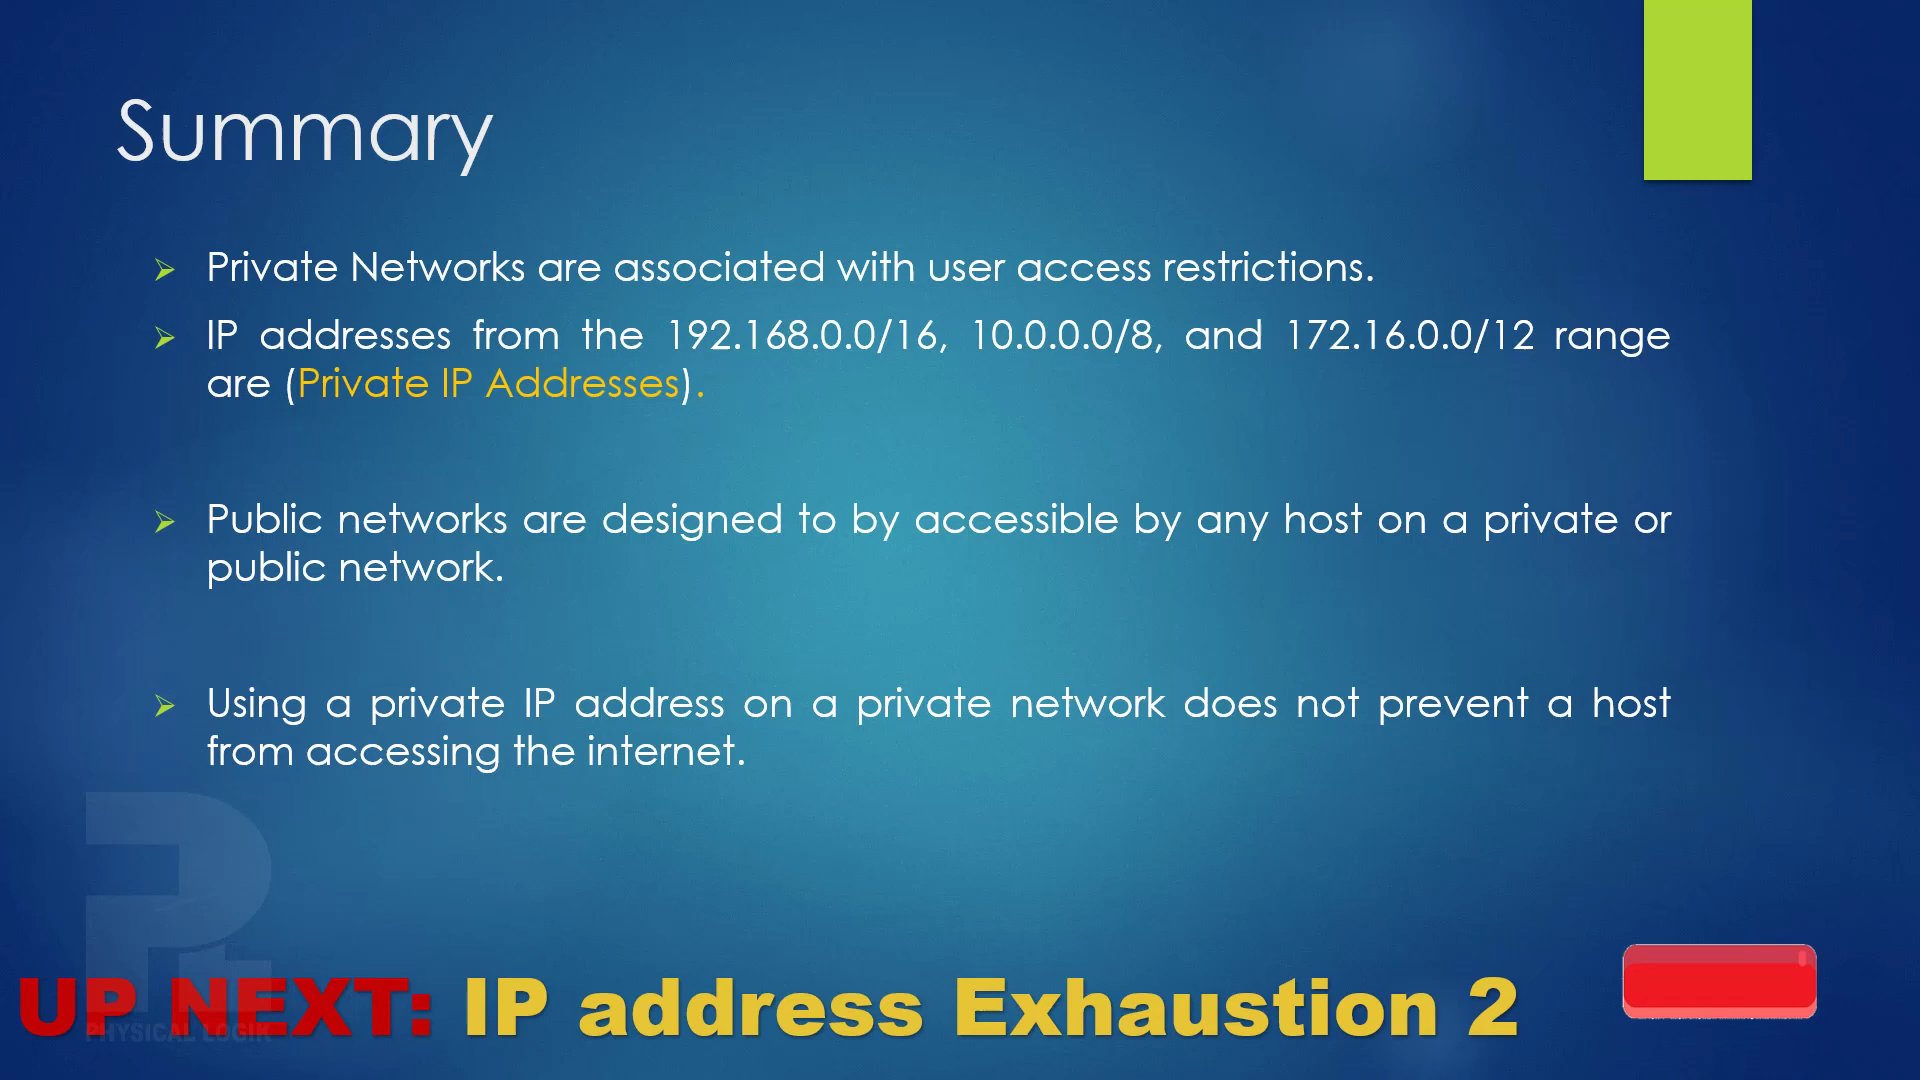 Summary
Private Networks are associated with user access restrictions.
IP addresses from the 192.168.0.0/16, 10.0.0.0/8, and 172.16.0.0/12 range
are (Private IP Addresses).
Public networks are designed to by accessible by any host on a private or
public network.
Using a private IP address on a private network does not prevent a host
from accessing the internet.
UP NEXT: IP address Exhaustion 2
PHYSICAL LOGIK